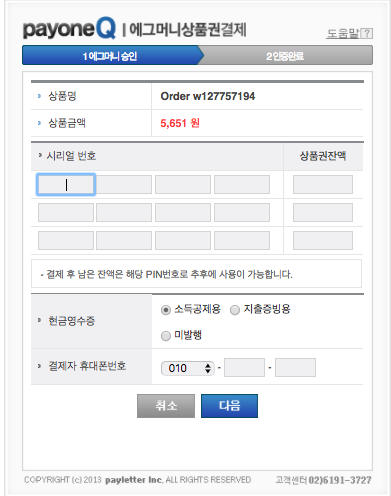 payoneQ | 에그머니상품권결제
도움말 ?
1 에그머니 승인
2 인증완료
상품명 Order w127757194
상품금액 5,651 원
시리얼 번호 상품권잔액
- 결제 후 남은 잔액은 해당 PIN번호로 추후에 사용이 가능합니다.
현금영수증 소득공제용 지출증빙용
미발행
결제자 휴대폰번호 010 - -
취소 다음
COPYRIGHT (c) 2013 payletter Inc, ALL RIGHTS RESERVED 고객센터 02)6191-3727